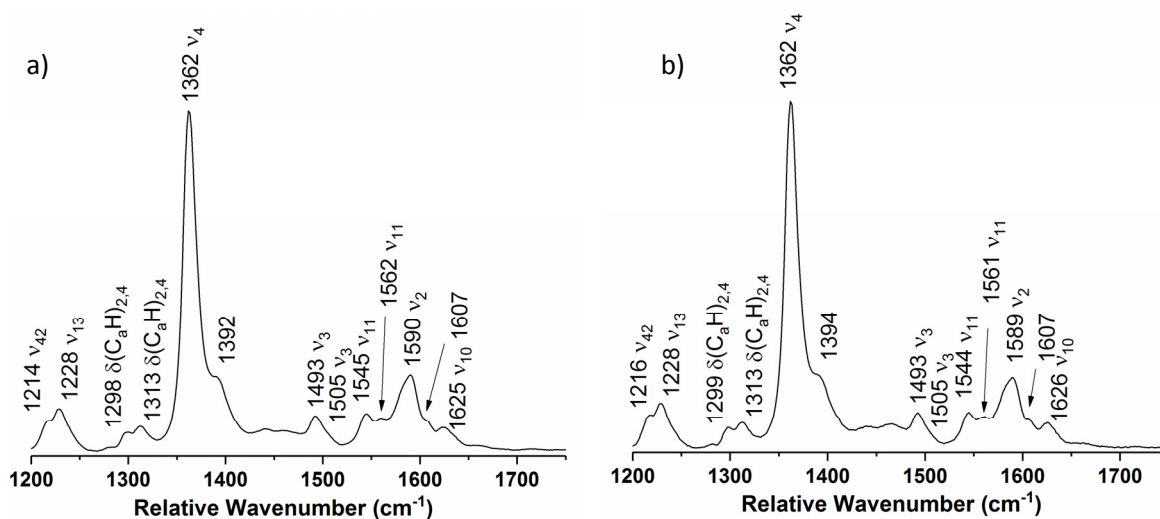 a)
1214 ν₄₂
1228 ν₁₃
1298 δ(CₐH)₂,₄
1313 δ(CₐH)₂,₄
1362 ν₄
1392
1493 ν₃
1505 ν₃
1545 ν₁₁
1562 ν₁₁
1590 ν₂
1607
1625 ν₁₀
1200 1300 1400 1500 1600 1700
Relative Wavenumber (cm⁻¹)
b)
1216 ν₄₂
1228 ν₁₃
1299 δ(CₐH)₂,₄
1313 δ(CₐH)₂,₄
1362 ν₄
1394
1493 ν₃
1505 ν₃
1544 ν₁₁
1561 ν₁₁
1589 ν₂
1607
1626 ν₁₀
1200 1300 1400 1500 1600 1700
Relative Wavenumber (cm⁻¹)